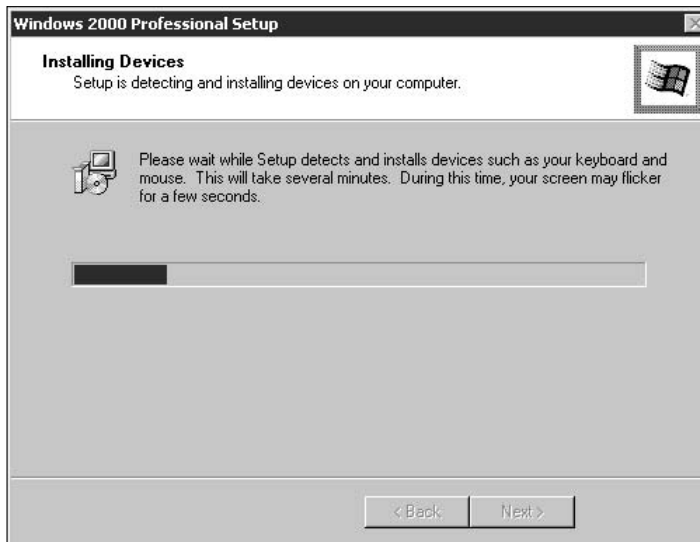 Windows 2000 Professional Setup
Installing Devices
Setup is detecting and installing devices on your computer.
Please wait while Setup detects and installs devices such as your keyboard and
mouse. This will take several minutes. During this time, your screen may flicker
for a few seconds.
< Back
Next >